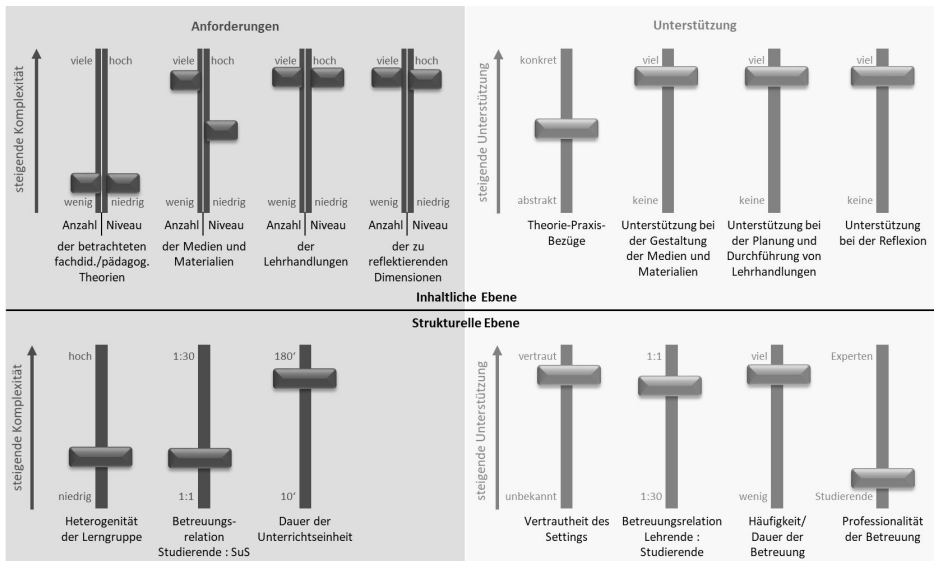 Anforderungen
steigende Komplexität
viele hoch
wenig niedrig
Anzahl Niveau
der betrachteten
fachdid./pädagog.
Theorien
viele hoch
wenig niedrig
Anzahl Niveau
der Medien und
Materialien
viele hoch
wenig niedrig
Anzahl Niveau
der
Lehrhandlungen
viele hoch
wenig niedrig
Anzahl Niveau
der zu
reflektierenden
Dimensionen
Unterstützung
steigende Unterstützung
konkret
abstrakt
Theorie-Praxis-
Bezüge
viel
keine
Unterstützung bei
der Gestaltung
der Medien und
Materialien
viel
keine
Unterstützung bei
der Planung und
Durchführung von
Lehrhandlungen
viel
keine
Unterstützung
bei der Reflexion
Inhaltliche Ebene
Strukturelle Ebene
steigende Komplexität
hoch
niedrig
Heterogenität
der Lerngruppe
1:30
1:1
Betreuungs-
relation
Studierende : SuS
180‘
10‘
Dauer der
Unterrichtseinheit
steigende Unterstützung
vertraut
unbekannt
Vertrautheit des
Settings
1:1
1:30
Betreuungsrelation
Lehrende :
Studierende
viel
wenig
Häufigkeit/
Dauer der
Betreuung
Experten
Studierende
Professionalität
der Betreuung